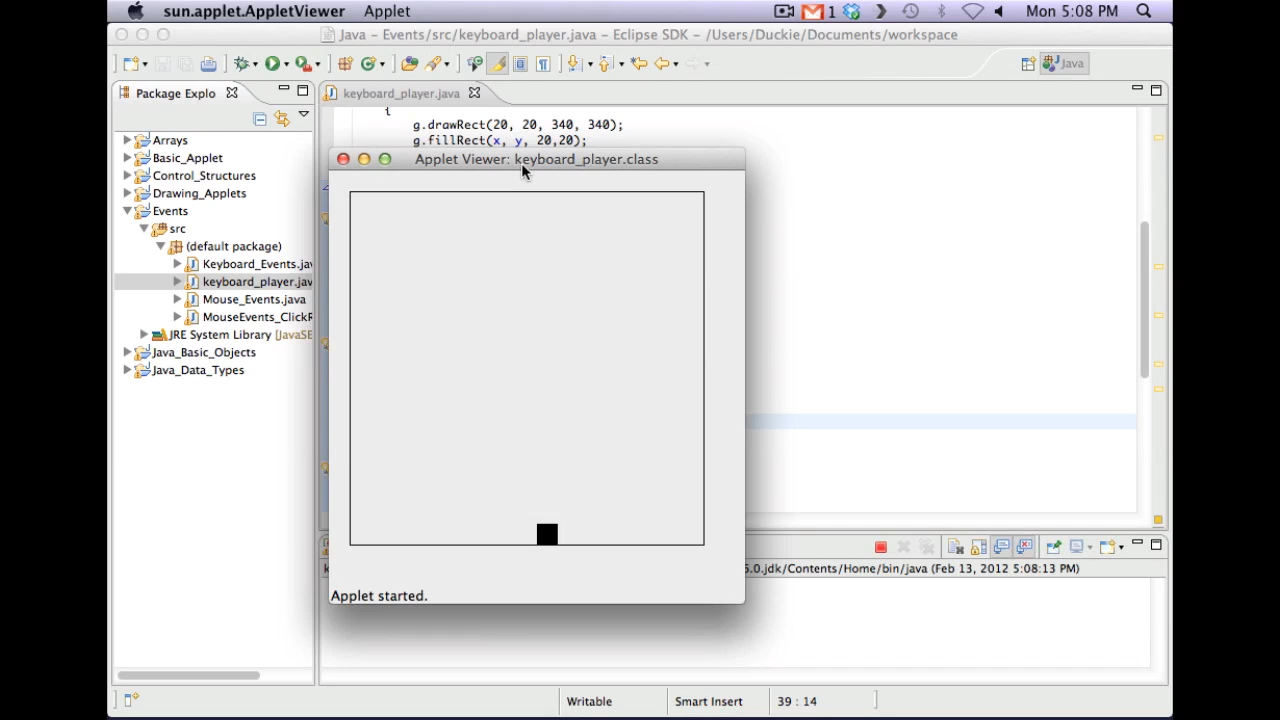 sun.applet.AppletViewer Applet 1 Mon 5:08 PM
Java – Events/src/keyboard_player.java – Eclipse SDK – /Users/Duckie/Documents/workspace
Java
Package Explo
keyboard_player.java
{
g.drawRect(20, 20, 340, 340);
g.fillRect(x, y, 20,20);
Applet Viewer: keyboard_player.class
Arrays
Basic_Applet
Control_Structures
Drawing_Applets
Events
src
(default package)
Keyboard_Events.jav
keyboard_player.jav
Mouse_Events.java
MouseEvents_ClickR
JRE System Library [JavaSE
Java_Basic_Objects
Java_Data_Types
.0.jdk/Contents/Home/bin/java (Feb 13, 2012 5:08:13 PM)
Applet started.
Writable Smart Insert 39 : 14